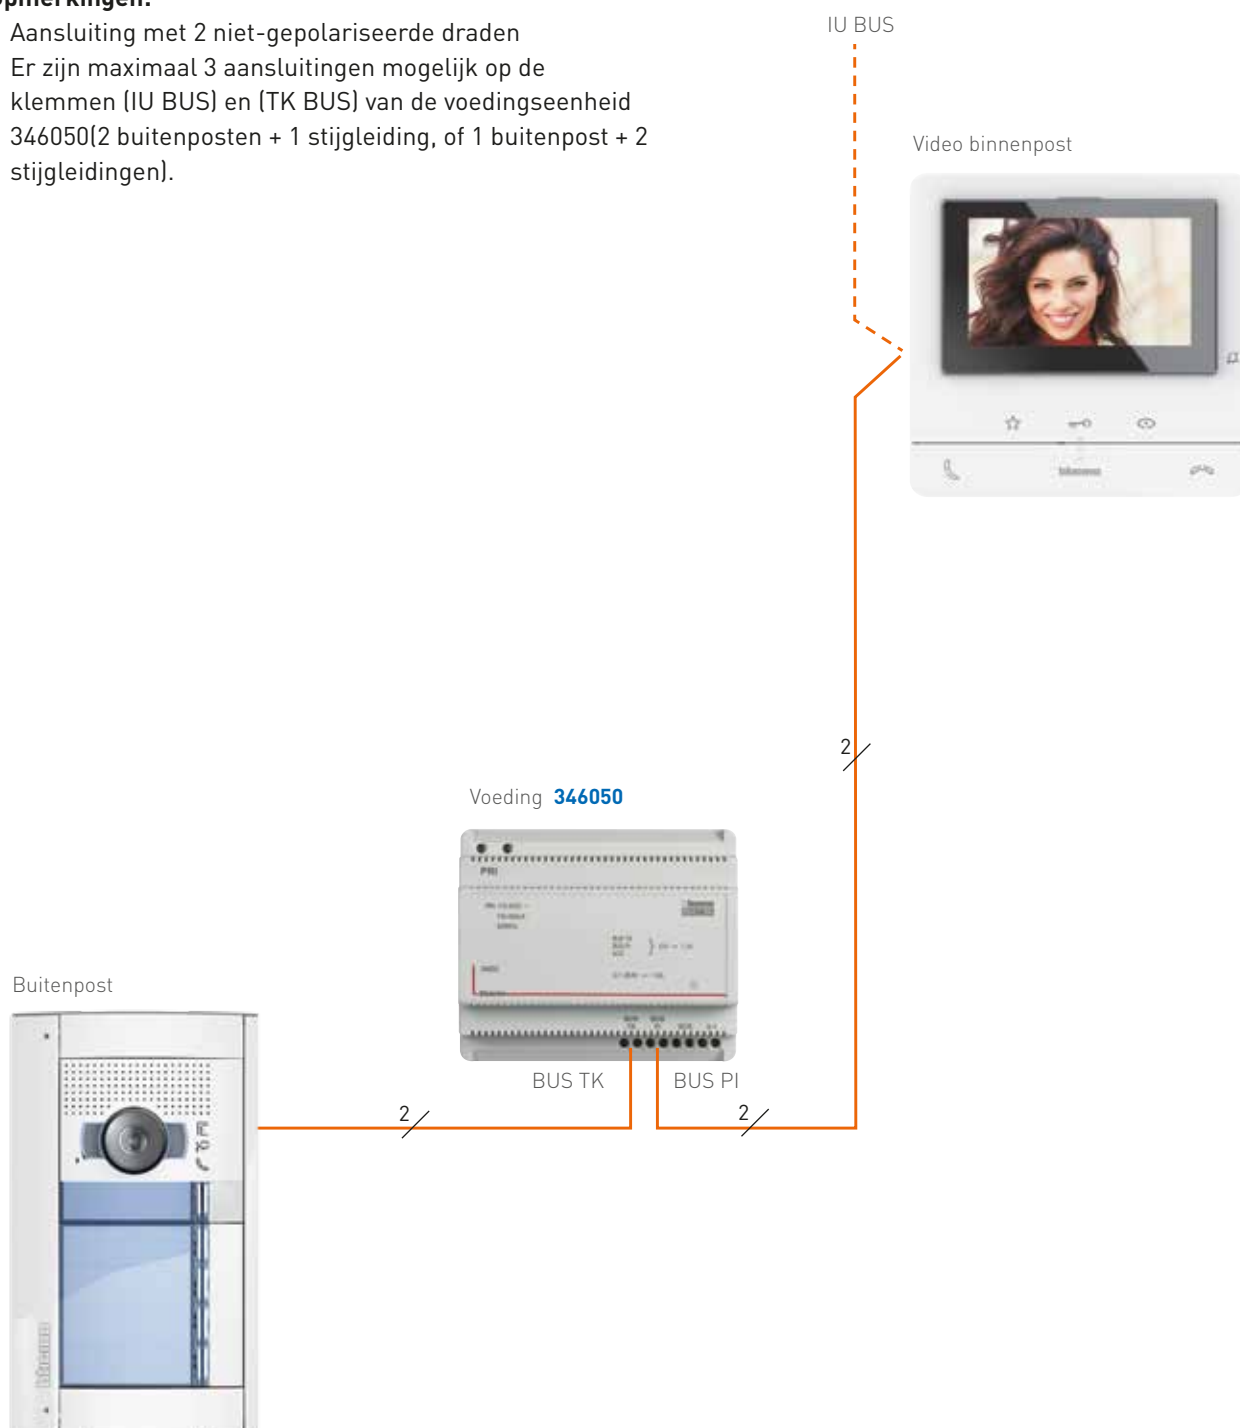 Opmerkingen:
Aansluiting met 2 niet-gepolariseerde draden
Er zijn maximaal 3 aansluitingen mogelijk op de
klemmen (IU BUS) en (TK BUS) van de voedingseenheid
346050(2 buitenposten + 1 stijgleiding, of 1 buitenpost + 2
stijgleidingen).
IU BUS
Video binnenpost
2
Voeding 346050
PRI
Buitenpost
BUS TK
BUS PI
2
2